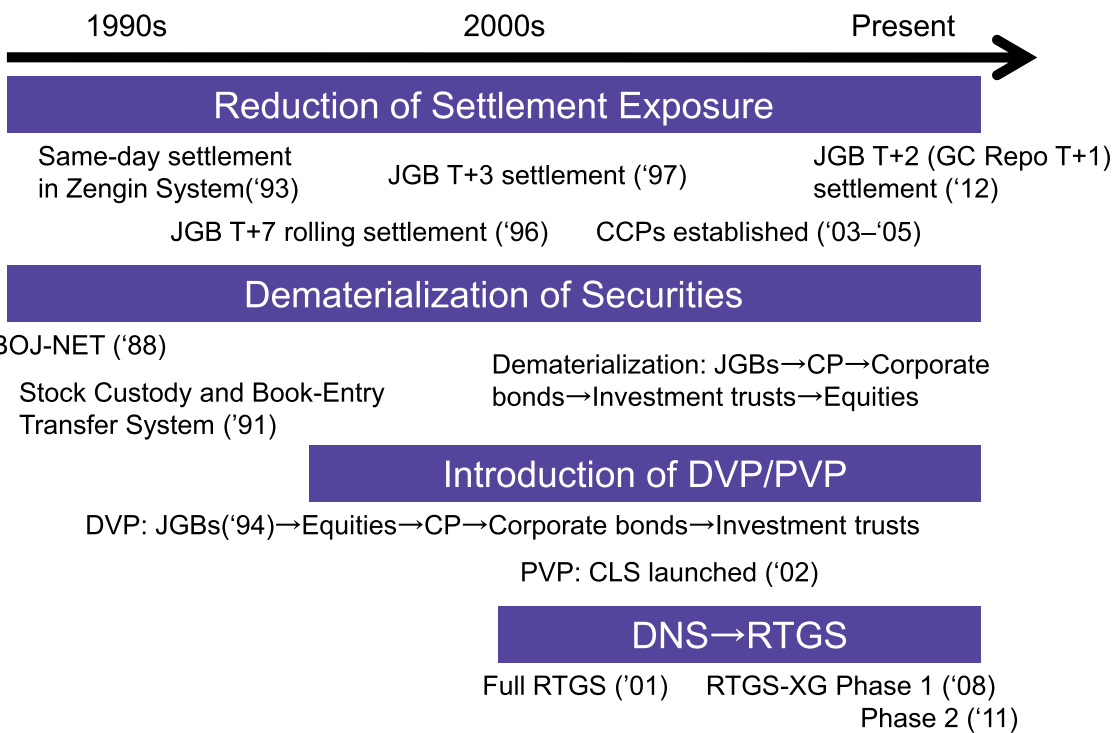 1990s 2000s Present
Reduction of Settlement Exposure
Same-day settlement
in Zengin System(‘93)
JGB T+3 settlement (‘97)
JGB T+2 (GC Repo T+1)
settlement (‘12)
JGB T+7 rolling settlement (‘96)
CCPs established (‘03–‘05)
Dematerialization of Securities
BOJ-NET (‘88)
Stock Custody and Book-Entry
Transfer System (’91)
Dematerialization: JGBs→CP→Corporate
bonds→Investment trusts→Equities
Introduction of DVP/PVP
DVP: JGBs(‘94)→Equities→CP→Corporate bonds→Investment trusts
PVP: CLS launched (‘02)
DNS→RTGS
Full RTGS (’01)
RTGS-XG Phase 1 (‘08)
Phase 2 (‘11)